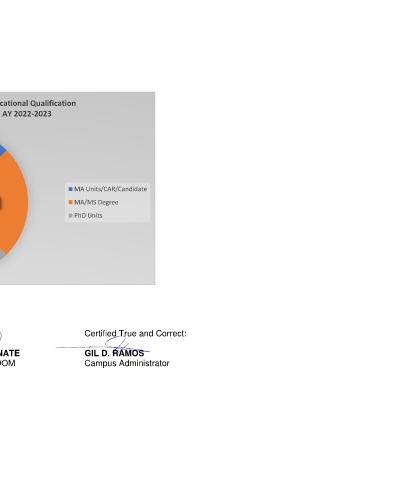 cational Qualification
AY 2022-2023
MA Units/CAR/Candidate
MA/MS Degree
PhD Units
Certified True and Correct:
NATE GIL D. RAMOS
OOM Campus Administrator